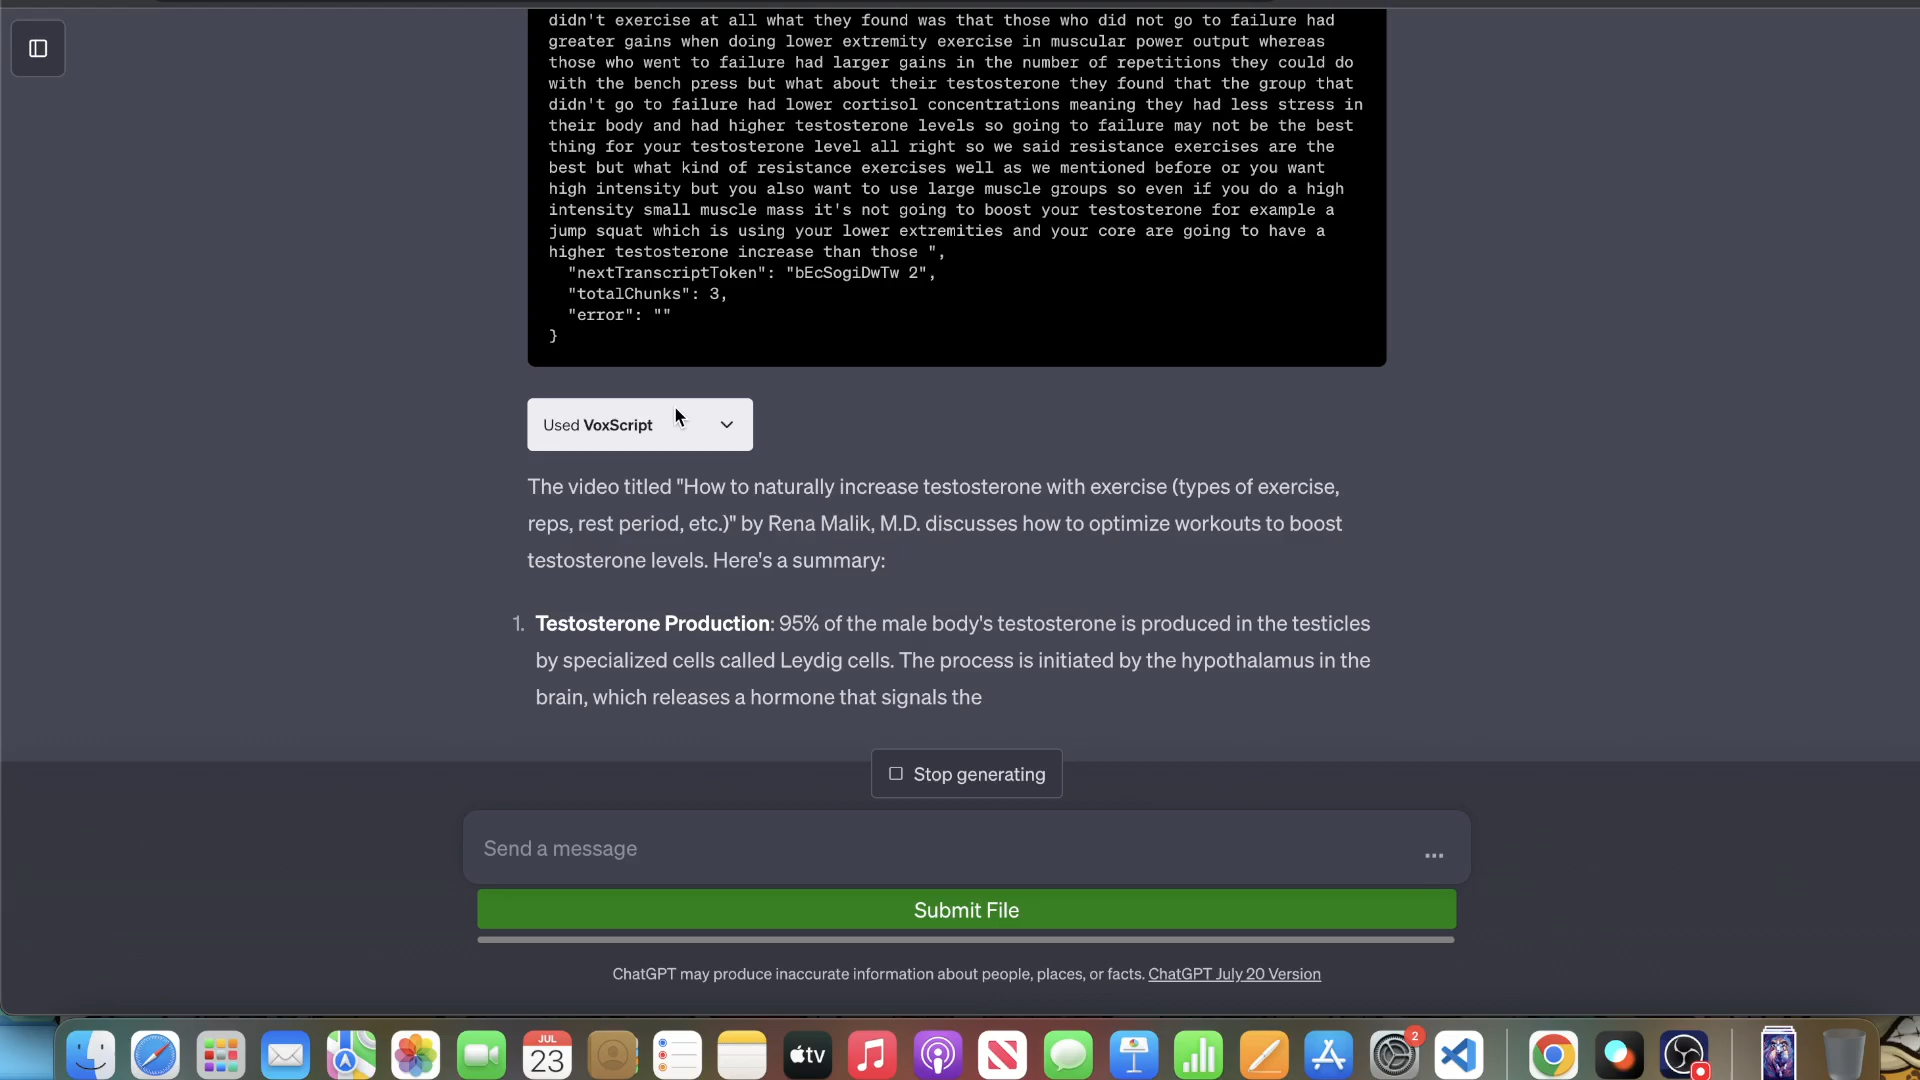 didn't exercise at all what they found was that those who did not go to failure had
greater gains when doing lower extremity exercise in muscular power output whereas
those who went to failure had larger gains in the number of repetitions they could do
with the bench press but what about their testosterone they found that the group that
didn't go to failure had lower cortisol concentrations meaning they had less stress in
their body and had higher testosterone levels so going to failure may not be the best
thing for your testosterone level all right so we said resistance exercises are the
best but what kind of resistance exercises well as we mentioned before or you want
high intensity but you also want to use large muscle groups so even if you do a high
intensity small muscle mass it's not going to boost your testosterone for example a
jump squat which is using your lower extremities and your core are going to have a
higher testosterone increase than those ",
"nextTranscriptToken": "bEcSogiDwTw 2",
"totalChunks": 3,
"error": ""
}
Used VoxScript
The video titled "How to naturally increase testosterone with exercise (types of exercise,
reps, rest period, etc.)" by Rena Malik, M.D. discusses how to optimize workouts to boost
testosterone levels. Here's a summary:
1. Testosterone Production: 95% of the male body's testosterone is produced in the testicles
by specialized cells called Leydig cells. The process is initiated by the hypothalamus in the
brain, which releases a hormone that signals the
Stop generating
Send a message
Submit File
ChatGPT may produce inaccurate information about people, places, or facts. ChatGPT July 20 Version
JUL
23
tv
2